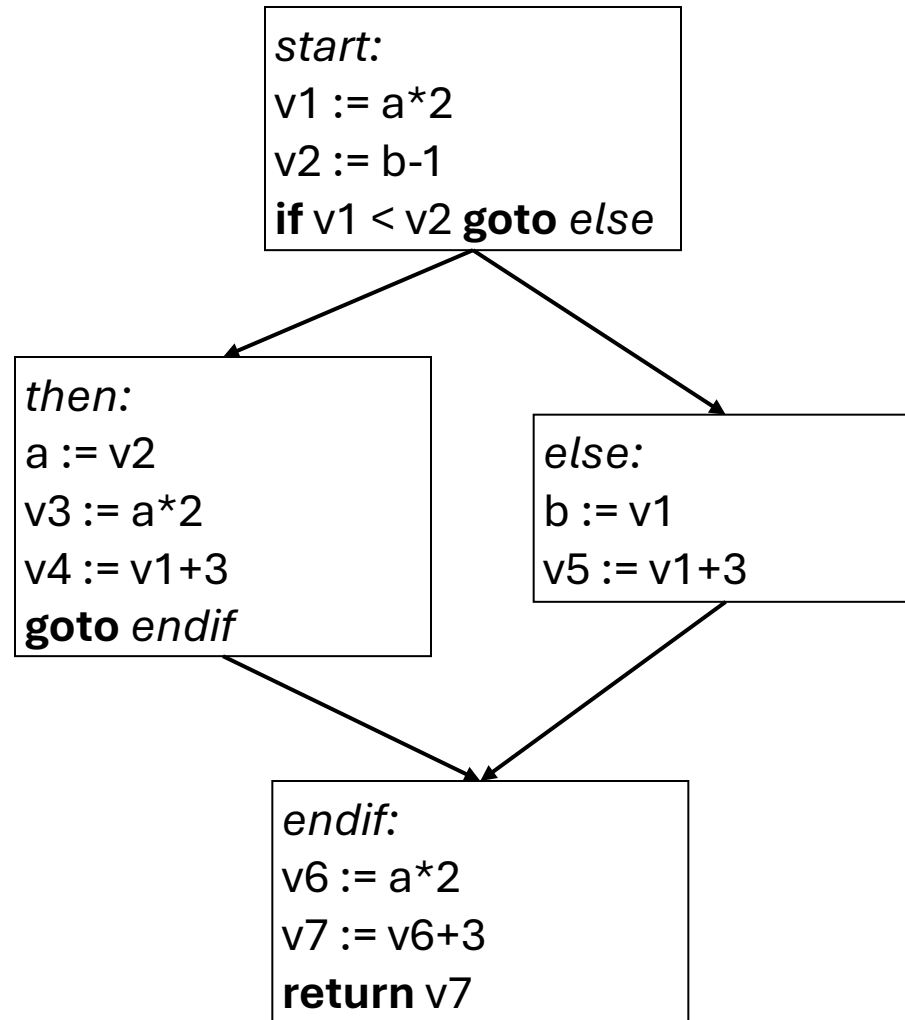 start:
v1 := a*2
v2 := b-1
if v1 < v2 goto else
then:
a := v2
v3 := a*2
v4 := v1+3
goto endif
else:
b := v1
v5 := v1+3
endif:
v6 := a*2
v7 := v6+3
return v7